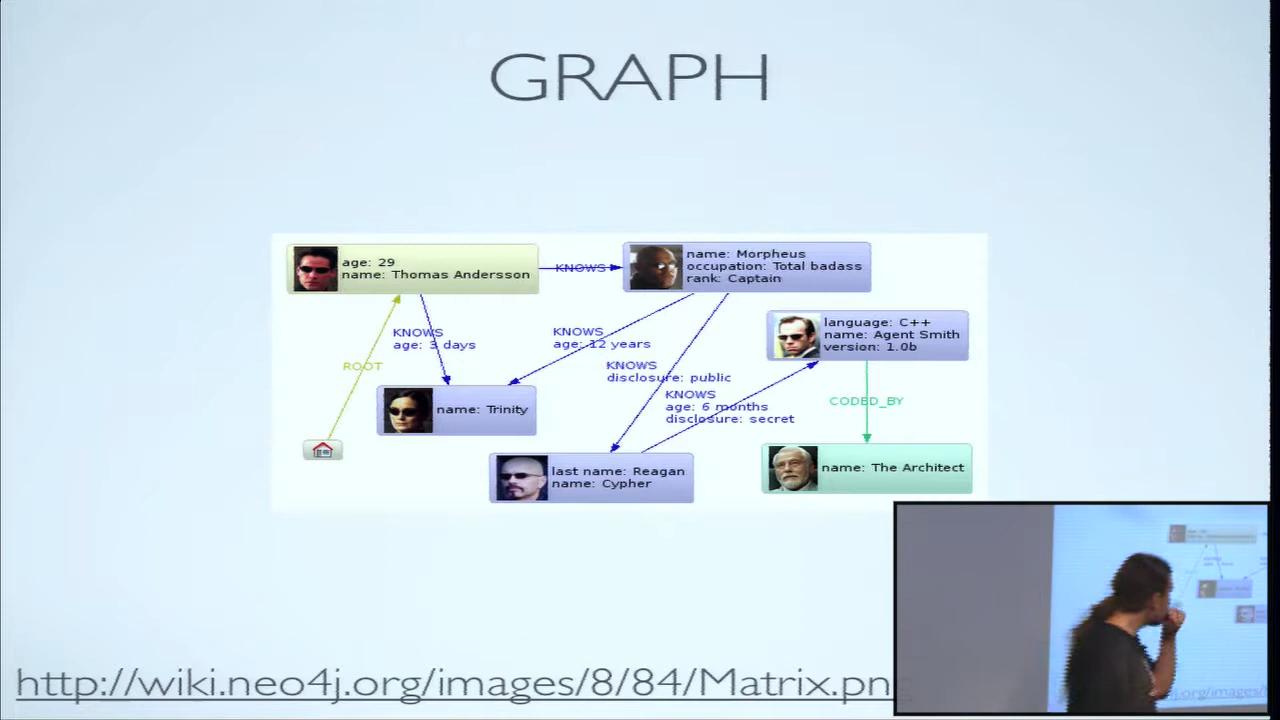 GRAPH
age: 29
name: Thomas Andersson
KNOWS
name: Morpheus
occupation: Total badass
rank: Captain
language: C++
name: Agent Smith
version: 1.0b
KNOWS
age: 3 days
KNOWS
age: 12 years
ROOT
KNOWS
disclosure: public
KNOWS
age: 6 months
disclosure: secret
CODED_BY
name: Trinity
last name: Reagan
name: Cypher
name: The Architect
http://wiki.neo4j.org/images/8/84/Matrix.pn
j.org/images/